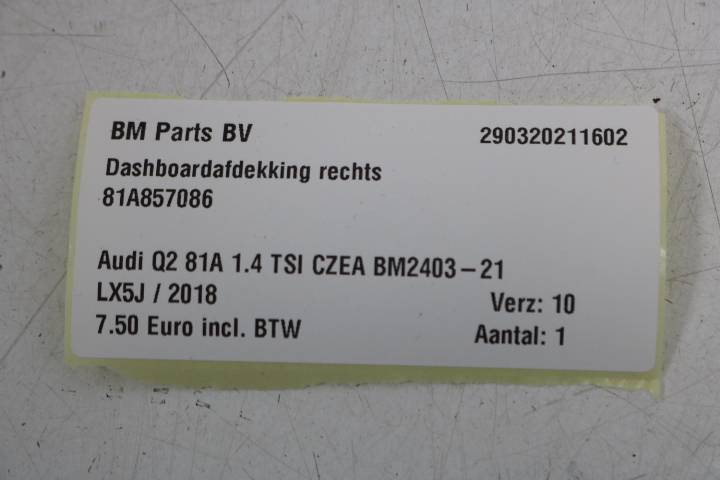 BM Parts BV 290320211602
Dashboardafdekking rechts
81A857086
Audi Q2 81A 1.4 TSI CZEA BM2403-21
LX5J / 2018 Verz: 10
7.50 Euro incl. BTW Aantal: 1